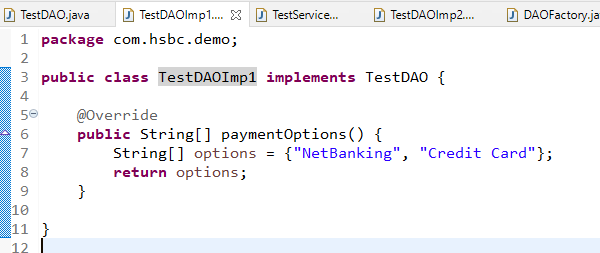 TestDAO.java TestDAOImp1.... TestService... TestDAOImp2.... DAOFactory.ja
1 package com.hsbc.demo;
2
3 public class TestDAOImp1 implements TestDAO {
4
5 @Override
6 public String[] paymentOptions() {
7 String[] options = {"NetBanking", "Credit Card"};
8 return options;
9 }
10
11 }
12